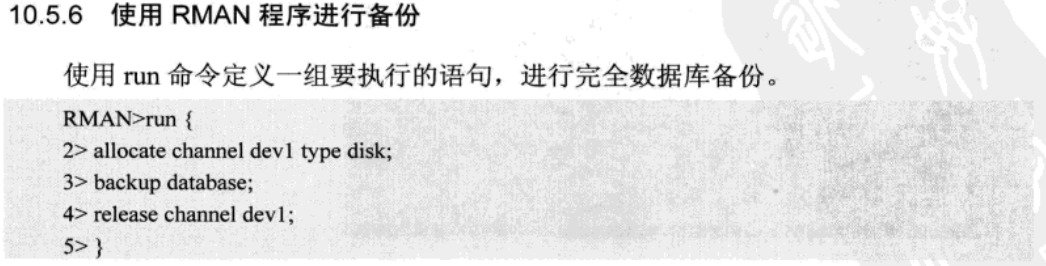 10.5.6 使用 RMAN 程序进行备份
使用 run 命令定义一组要执行的语句，进行完全数据库备份。
RMAN>run {
2> allocate channel dev1 type disk;
3> backup database;
4> release channel dev1;
5> }